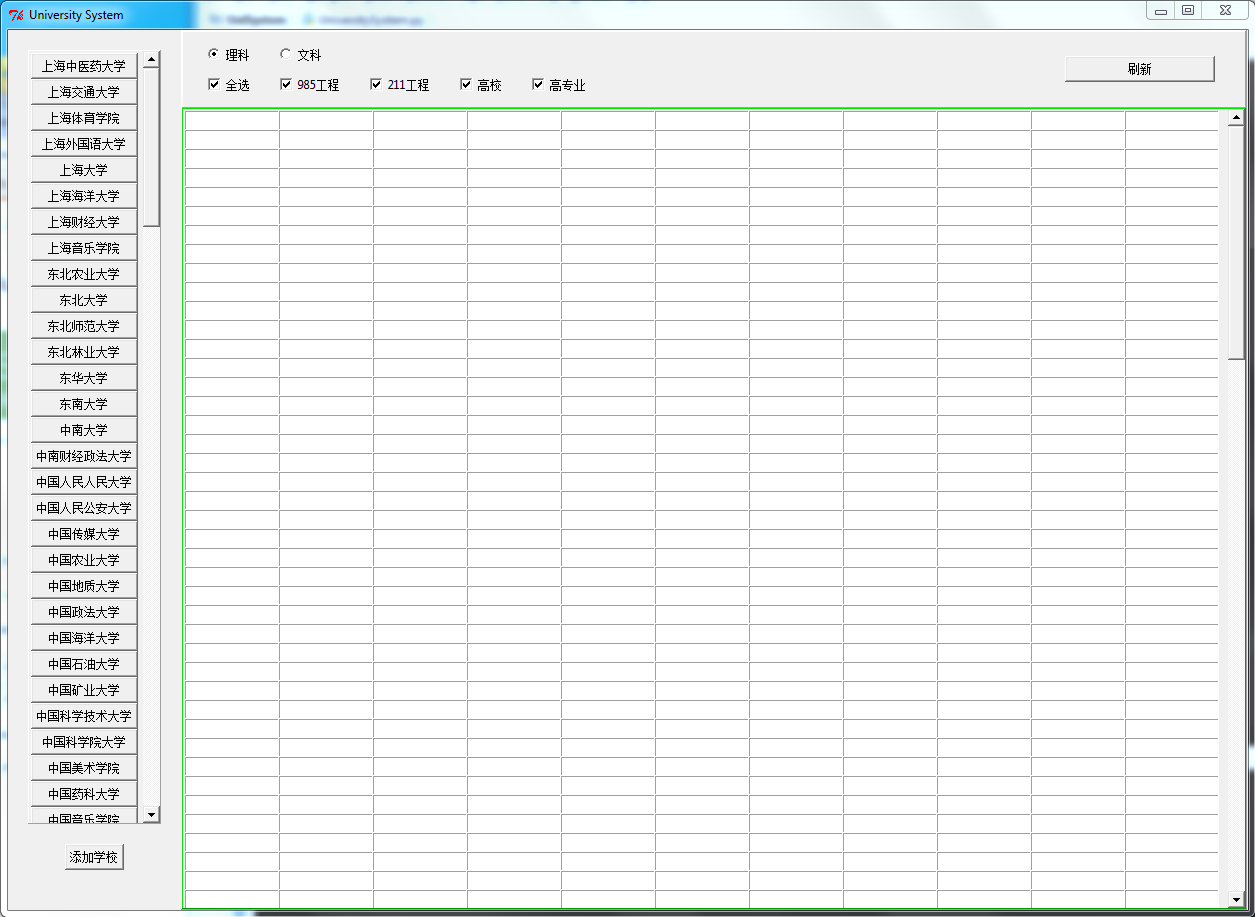 University System
理科 文科
全选 985工程 211工程 高校 高专业
刷新
上海中医药大学
上海交通大学
上海体育学院
上海外国语大学
上海大学
上海海洋大学
上海财经大学
上海音乐学院
东北农业大学
东北大学
东北师范大学
东北林业大学
东华大学
东南大学
中南大学
中南财经政法大学
中国人民人民大学
中国人民公安大学
中国传媒大学
中国农业大学
中国地质大学
中国政法大学
中国海洋大学
中国石油大学
中国矿业大学
中国科学技术大学
中国科学院大学
中国美术学院
中国药科大学
中国音乐学院
添加学校